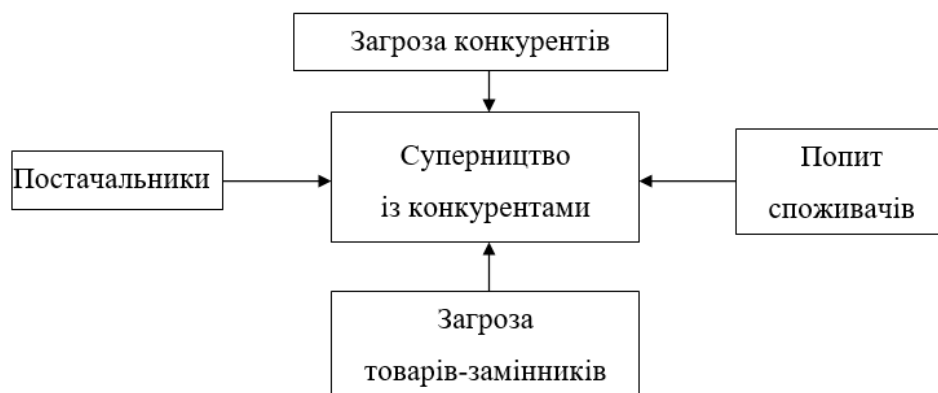 Загроза конкурентів
Постачальники
Суперництво
із конкурентами
Попит
споживачів
Загроза
товарів-замінників